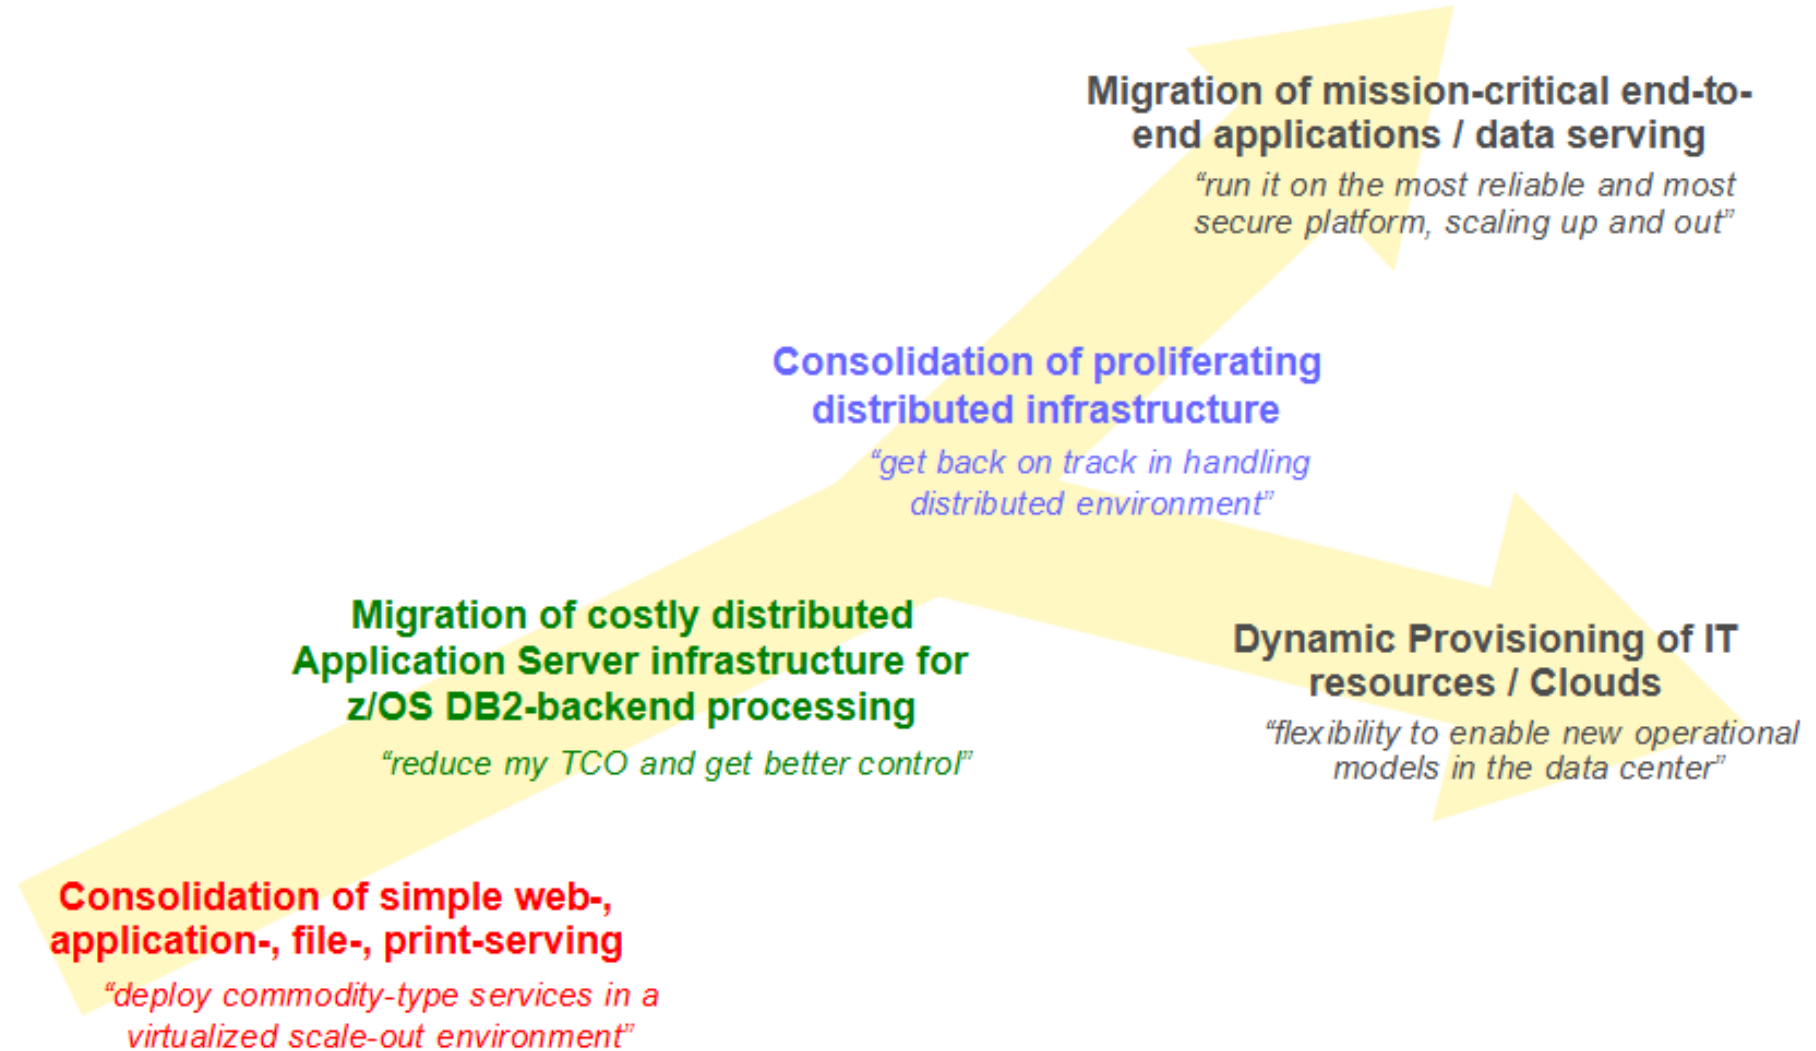 Migration of mission-critical end-to-
end applications / data serving
“run it on the most reliable and most
secure platform, scaling up and out”
Consolidation of proliferating
distributed infrastructure
“get back on track in handling
distributed environment”
Migration of costly distributed
Application Server infrastructure for
z/OS DB2-backend processing
“reduce my TCO and get better control”
Dynamic Provisioning of IT
resources / Clouds
“flexibility to enable new operational
models in the data center”
Consolidation of simple web-,
application-, file-, print-serving
“deploy commodity-type services in a
virtualized scale-out environment”